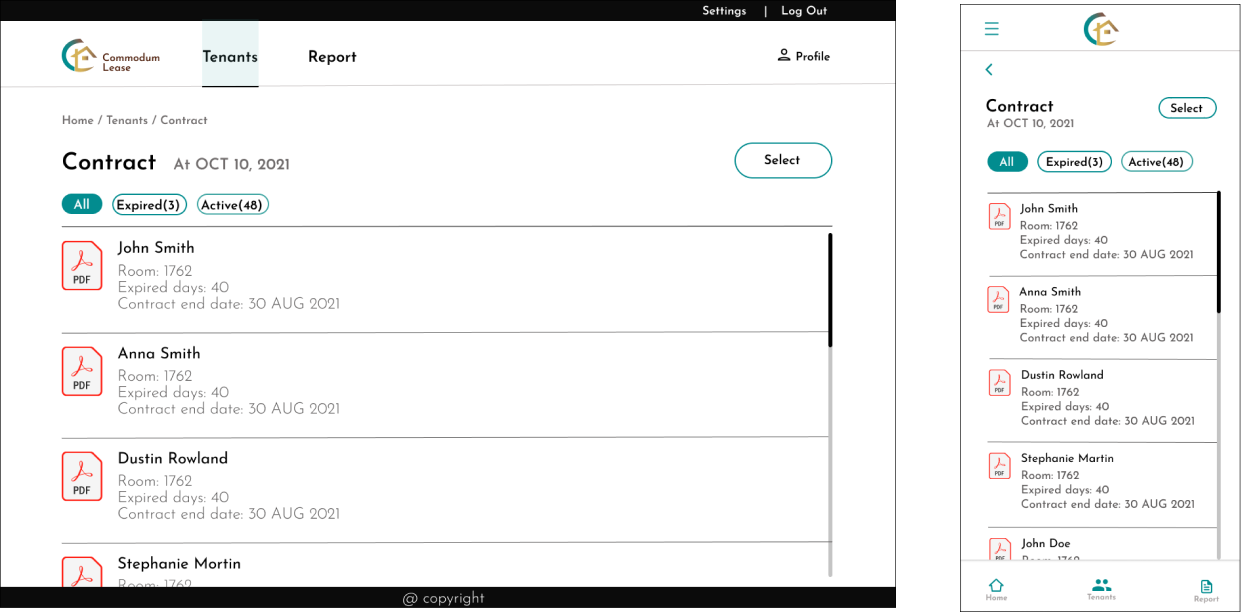 Settings | Log Out
Commodum
Lease
Tenants
Report
Profile
Home / Tenants / Contract
Contract At OCT 10, 2021
Select
All Expired(3) Active(48)
John Smith
Room: 1762
Expired days: 40
Contract end date: 30 AUG 2021
PDF
Anna Smith
Room: 1762
Expired days: 40
Contract end date: 30 AUG 2021
PDF
Dustin Rowland
Room: 1762
Expired days: 40
Contract end date: 30 AUG 2021
PDF
Stephanie Mortin
Room: 1762
@ copyright
Contract
At OCT 10, 2021
Select
All Expired(3) Active(48)
John Smith
Room: 1762
Expired days: 40
Contract end date: 30 AUG 2021
PDF
Anna Smith
Room: 1762
Expired days: 40
Contract end date: 30 AUG 2021
PDF
Dustin Rowland
Room: 1762
Expired days: 40
Contract end date: 30 AUG 2021
PDF
Stephanie Martin
Room: 1762
Expired days: 40
Contract end date: 30 AUG 2021
PDF
John Doe
Room: 1762
PDF
Home Tenants Report